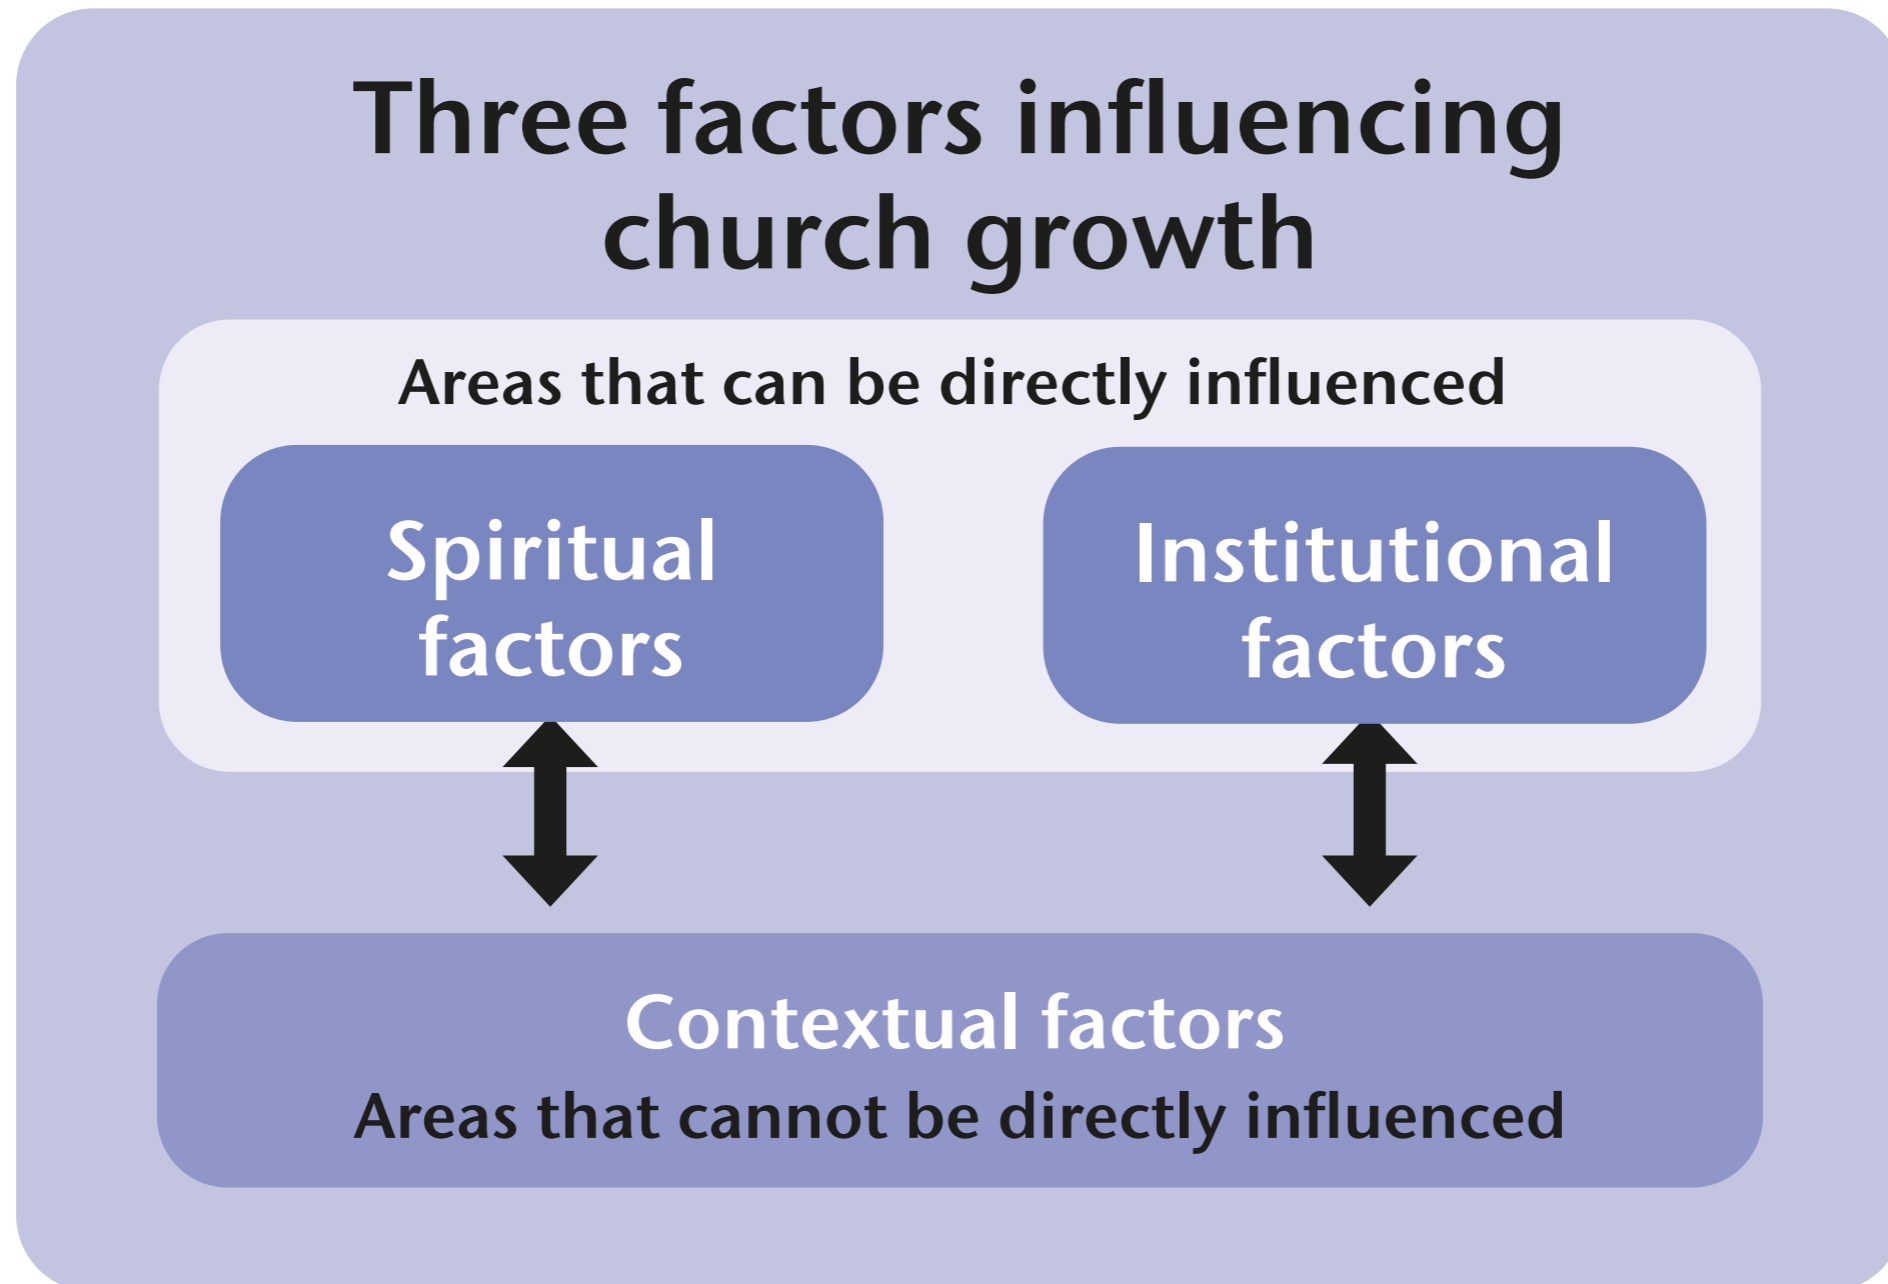 Three factors influencing
church growth
Areas that can be directly influenced
Spiritual
factors
Institutional
factors
Contextual factors
Areas that cannot be directly influenced